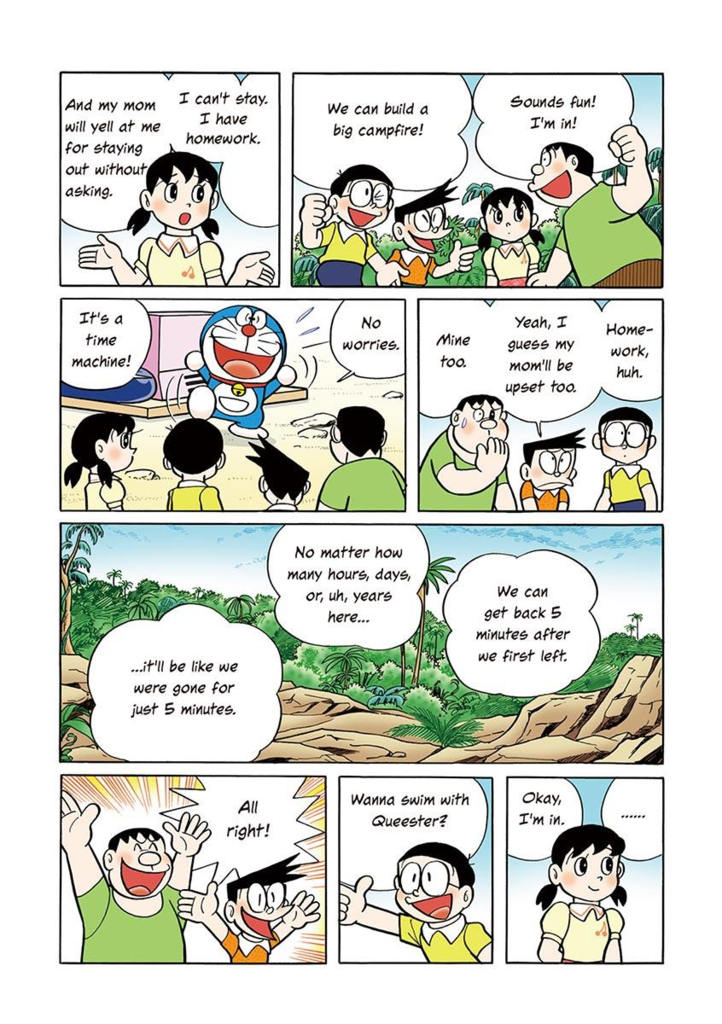 Sounds fun!
I'm in!
We can build a
big campfire!
I can't stay.
I have
homework.
And my mom
will yell at me
for staying
out without
asking.
Home-
work,
huh.
Yeah, I
guess my
mom'll be
upset too.
Mine
too.
No
worries.
It's a
time
machine!
We can
get back 5
minutes after
we first left.
No matter how
many hours, days,
or, uh, years
here...
...it'll be like we
were gone for
just 5 minutes.
......
Okay,
I'm in.
Wanna swim with
Queester?
All
right!